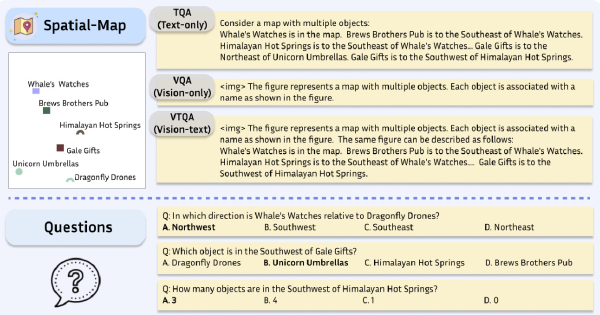 Spatial-Map
Whale's Watches
Brews Brothers Pub
Himalayan Hot Springs
Gale Gifts
Unicorn Umbrellas
Dragonfly Drones
TQA
(Text-only)
Consider a map with multiple objects:
Whale's Watches is in the map. Brews Brothers Pub is to the Southeast of Whale's Watches.
Himalayan Hot Springs is to the Southeast of Whale's Watches... Gale Gifts is to the
Northeast of Unicorn Umbrellas. Gale Gifts is to the Southwest of Himalayan Hot Springs.
VQA
(Vision-only)
<img> The figure represents a map with multiple objects. Each object is associated with a
name as shown in the figure.
VTQA
(Vision-text)
<img> The figure represents a map with multiple objects. Each object is associated with a
name as shown in the figure. The same figure can be described as follows:
Whale's Watches is in the map. Brews Brothers Pub is to the Southeast of Whale's Watches.
Himalayan Hot Springs is to the Southeast of Whale's Watches.... Gale Gifts is to the
Southwest of Himalayan Hot Springs.
Questions
?
Q: In which direction is Whale's Watches relative to Dragonfly Drones?
A. Northwest B. Southwest C. Southeast D. Northeast
Q: Which object is in the Southwest of Gale Gifts?
A. Dragonfly Drones B. Unicorn Umbrellas C. Himalayan Hot Springs D. Brews Brothers Pub
Q: How many objects are in the Southwest of Himalayan Hot Springs?
A. 3 B. 4 C. 1 D. 0